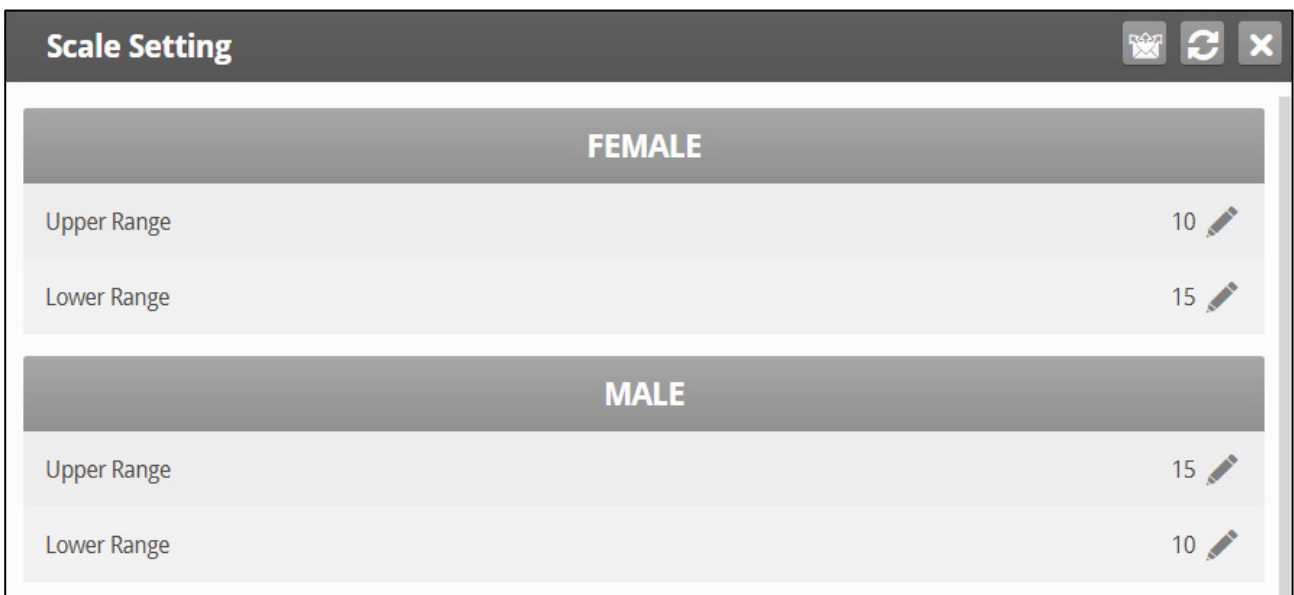 Scale Setting
FEMALE
Upper Range 10
Lower Range 15
MALE
Upper Range 15
Lower Range 10